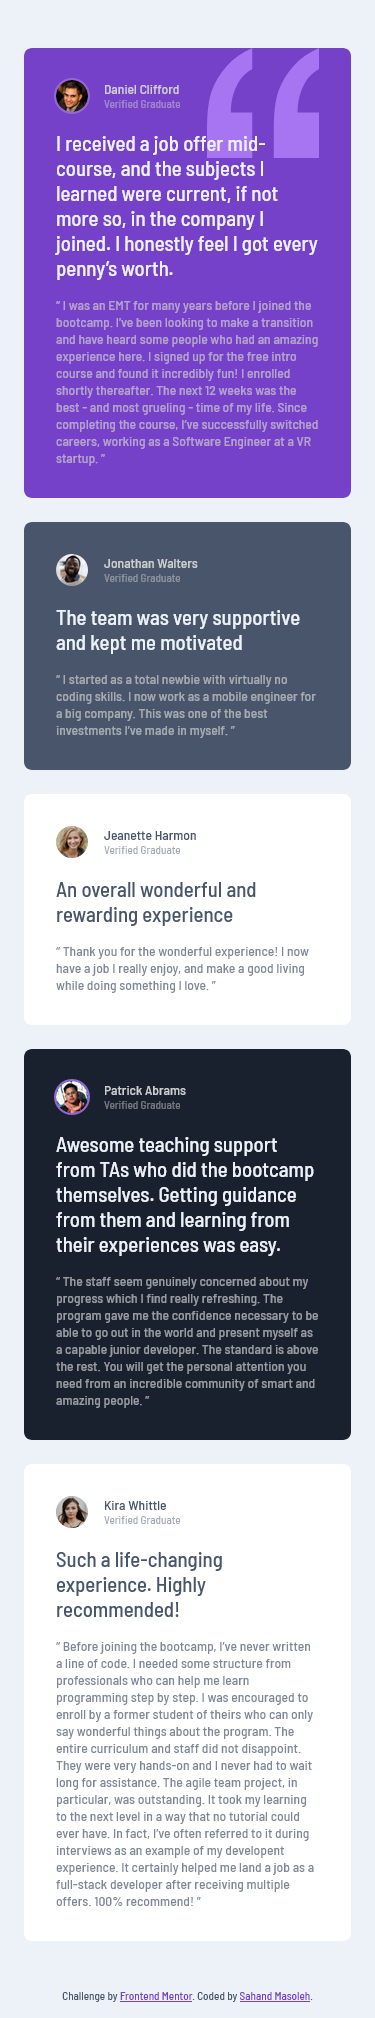 Daniel Clifford
Verified Graduate
I received a job offer mid-
course, and the subjects I
learned were current, if not
more so, in the company I
joined. I honestly feel I got every
penny’s worth.
“ I was an EMT for many years before I joined the
bootcamp. I’ve been looking to make a transition
and have heard some people who had an amazing
experience here. I signed up for the free intro
course and found it incredibly fun! I enrolled
shortly thereafter. The next 12 weeks was the
best - and most grueling - time of my life. Since
completing the course, I’ve successfully switched
careers, working as a Software Engineer at a VR
startup. ”
Jonathan Walters
Verified Graduate
The team was very supportive
and kept me motivated
“ I started as a total newbie with virtually no
coding skills. I now work as a mobile engineer for
a big company. This was one of the best
investments I’ve made in myself. ”
Jeanette Harmon
Verified Graduate
An overall wonderful and
rewarding experience
“ Thank you for the wonderful experience! I now
have a job I really enjoy, and make a good living
while doing something I love. ”
Patrick Abrams
Verified Graduate
Awesome teaching support
from TAs who did the bootcamp
themselves. Getting guidance
from them and learning from
their experiences was easy.
“ The staff seem genuinely concerned about my
progress which I find really refreshing. The
program gave me the confidence necessary to be
able to go out in the world and present myself as
a capable junior developer. The standard is above
the rest. You will get the personal attention you
need from an incredible community of smart and
amazing people. ”
Kira Whittle
Verified Graduate
Such a life-changing
experience. Highly
recommended!
“ Before joining the bootcamp, I’ve never written
a line of code. I needed some structure from
professionals who can help me learn
programming step by step. I was encouraged to
enroll by a former student of theirs who can only
say wonderful things about the program. The
entire curriculum and staff did not disappoint.
They were very hands-on and I never had to wait
long for assistance. The agile team project, in
particular, was outstanding. It took my learning
to the next level in a way that no tutorial could
ever have. In fact, I’ve often referred to it during
interviews as an example of my developent
experience. It certainly helped me land a job as a
full-stack developer after receiving multiple
offers. 100% recommend! ”
Challenge by Frontend Mentor. Coded by Sahand Masoleh.